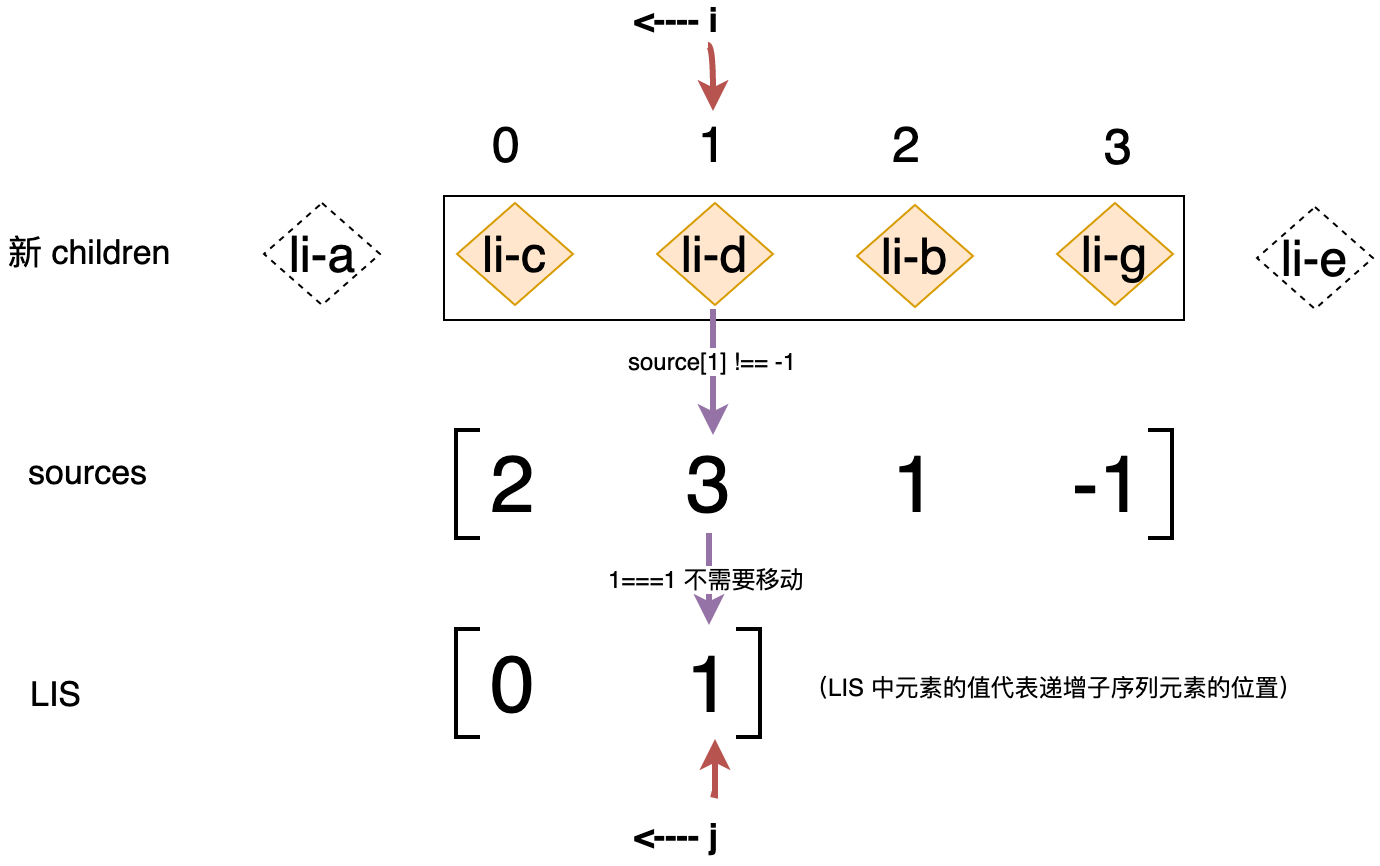 <---- i
0 1 2 3
新 children li-a li-c li-d li-b li-g li-e
source[1] !== -1
sources 2 3 1 -1
1===1 不需要移动
LIS 0 1 （LIS 中元素的值代表递增子序列元素的位置）
<---- j